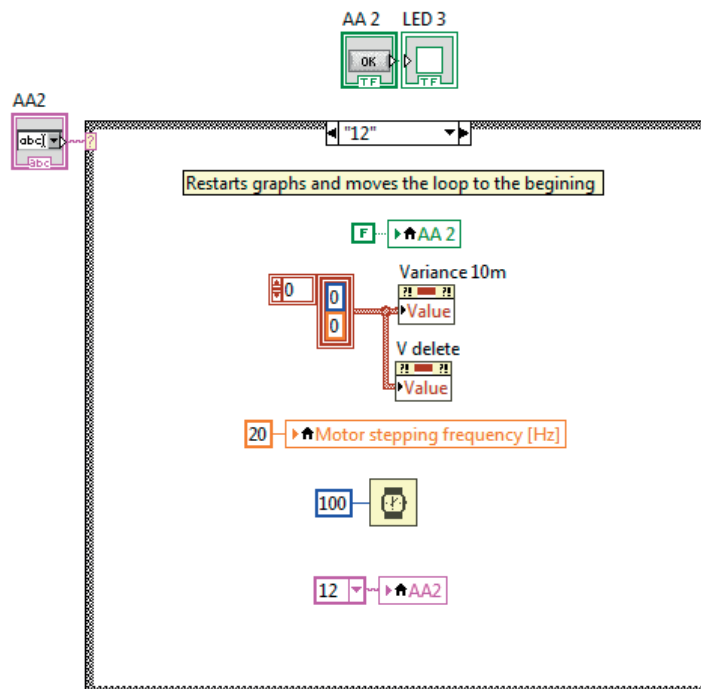 AA 2 LED 3
OK
TF TF
AA2
abc
abc
?
"12"
Restarts graphs and moves the loop to the begining
F AA 2
Variance 10m
0
0
?! ?!
Value
0
V delete
?! ?!
Value
20 Motor stepping frequency [Hz]
100
12 AA2